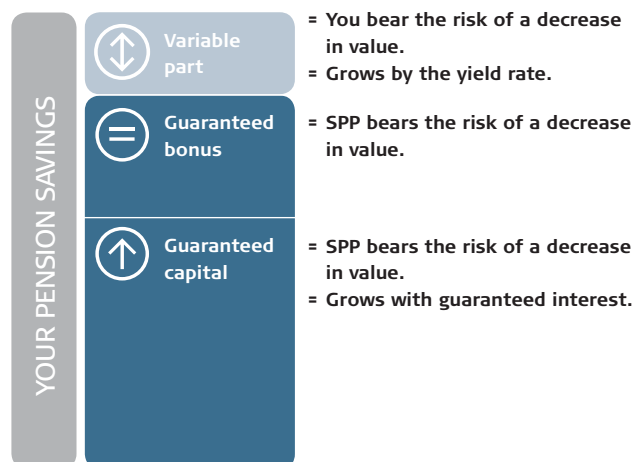 YOUR PENSION SAVINGS
Variable
part
= You bear the risk of a decrease
in value.
= Grows by the yield rate.
Guaranteed
bonus
= SPP bears the risk of a decrease
in value.
Guaranteed
capital
= SPP bears the risk of a decrease
in value.
= Grows with guaranteed interest.